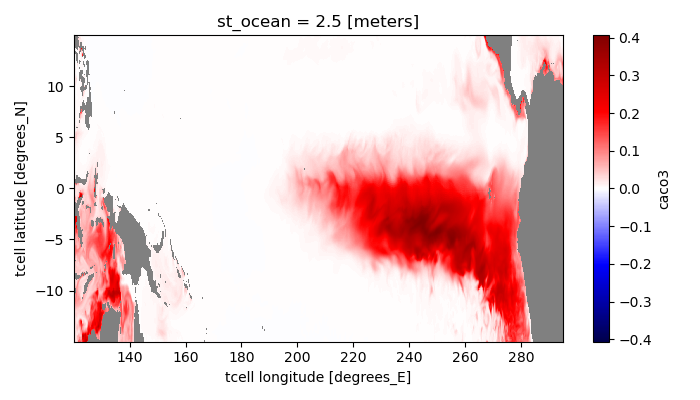 st_ocean = 2.5 [meters]
10
5
0
−5
−10
tcell latitude [degrees_N]
140 160 180 200 220 240 260 280
tcell longitude [degrees_E]
0.4
0.3
0.2
0.1
0.0
−0.1
−0.2
−0.3
−0.4
caco3